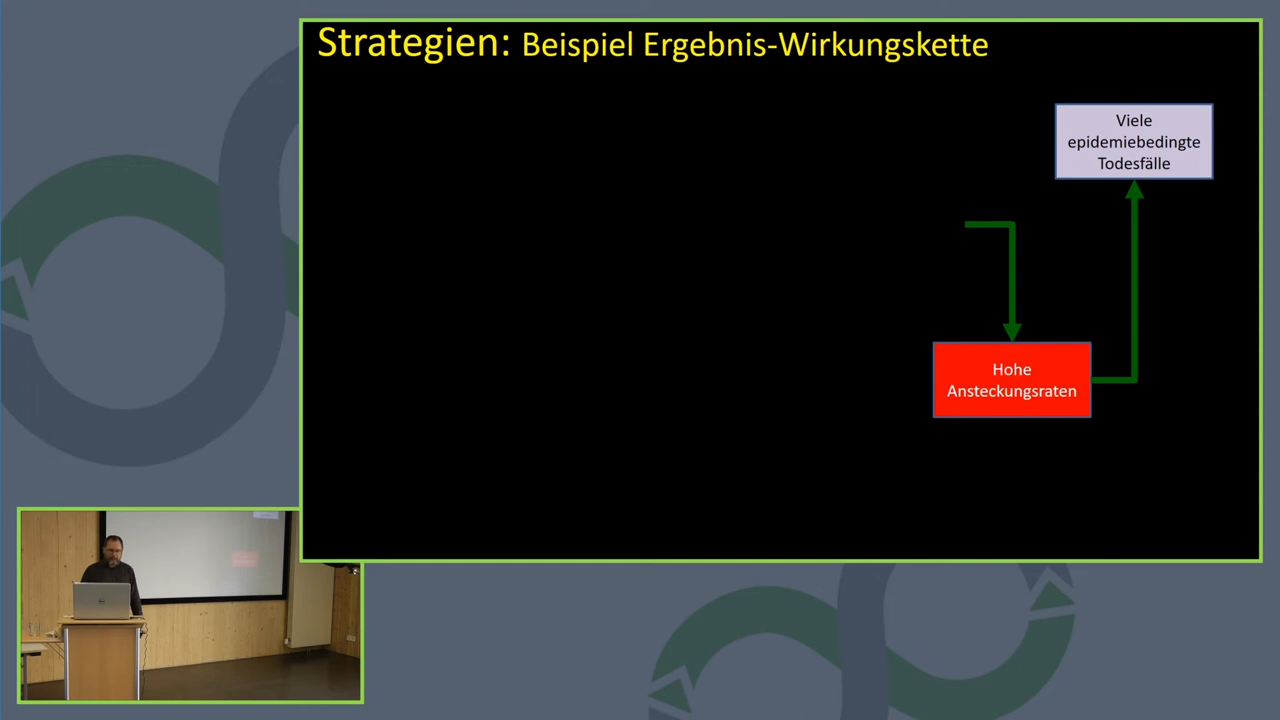 Strategien: Beispiel Ergebnis-Wirkungskette
Viele
epidemiebedingte
Todesfälle
Hohe
Ansteckungsraten